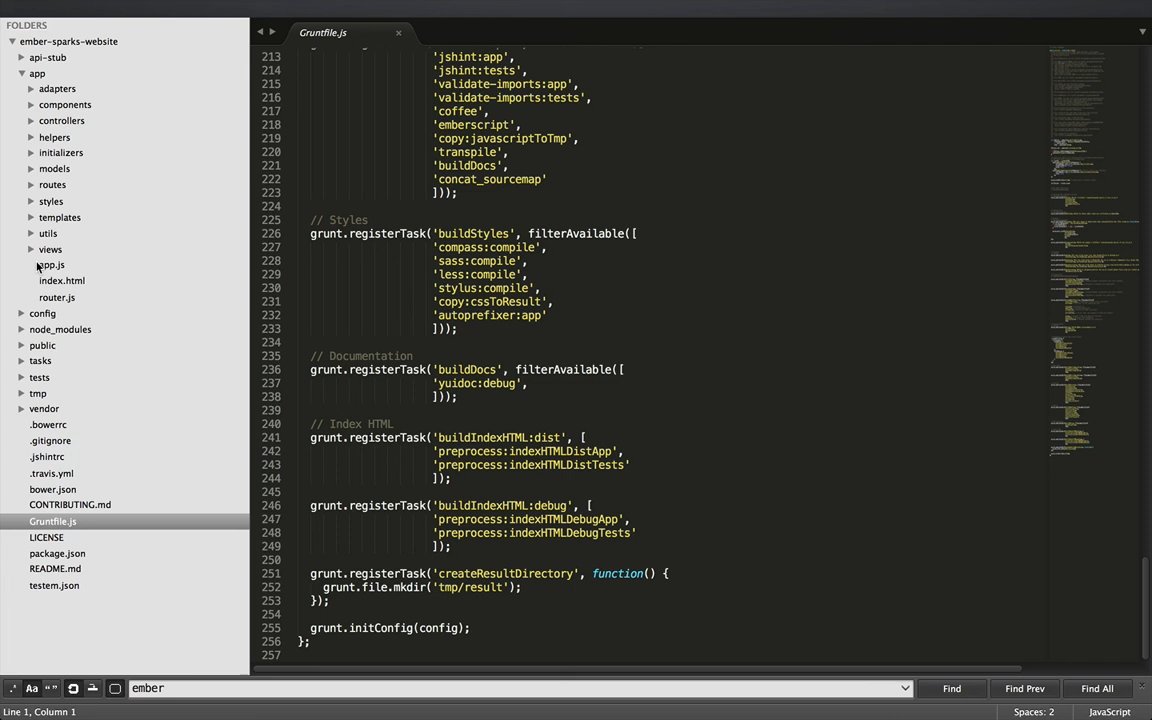 FOLDERS
ember-sparks-website
api-stub
app
adapters
components
controllers
helpers
initializers
models
routes
styles
templates
utils
views
app.js
index.html
router.js
config
node_modules
public
tasks
tests
tmp
vendor
.bowerrc
.gitignore
.jshintrc
.travis.yml
bower.json
CONTRIBUTING.md
Gruntfile.js
LICENSE
package.json
README.md
testem.json
Gruntfile.js
213 'jshint:app',
214 'jshint:tests',
215 'validate-imports:app',
216 'validate-imports:tests',
217 'coffee',
218 'emberscript',
219 'copy:javascriptToTmp',
220 'transpile',
221 'buildDocs',
222 'concat_sourcemap'
223 ]));
224
225 // Styles
226 grunt.registerTask('buildStyles', filterAvailable([
227 'compass:compile',
228 'sass:compile',
229 'less:compile',
230 'stylus:compile',
231 'copy:cssToResult',
232 'autoprefixer:app'
233 ]));
234
235 // Documentation
236 grunt.registerTask('buildDocs', filterAvailable([
237 'yuidoc:debug',
238 ]));
239
240 // Index HTML
241 grunt.registerTask('buildIndexHTML:dist', [
242 'preprocess:indexHTMLDistApp',
243 'preprocess:indexHTMLDistTests'
244 ]);
245
246 grunt.registerTask('buildIndexHTML:debug', [
247 'preprocess:indexHTMLDebugApp',
248 'preprocess:indexHTMLDebugTests'
249 ]);
250
251 grunt.registerTask('createResultDirectory', function() {
252 grunt.file.mkdir('tmp/result');
253 });
254
255 grunt.initConfig(config);
256 };
257
.* Aa “” ember Find Find Prev Find All
Line 1, Column 1 Spaces: 2 JavaScript